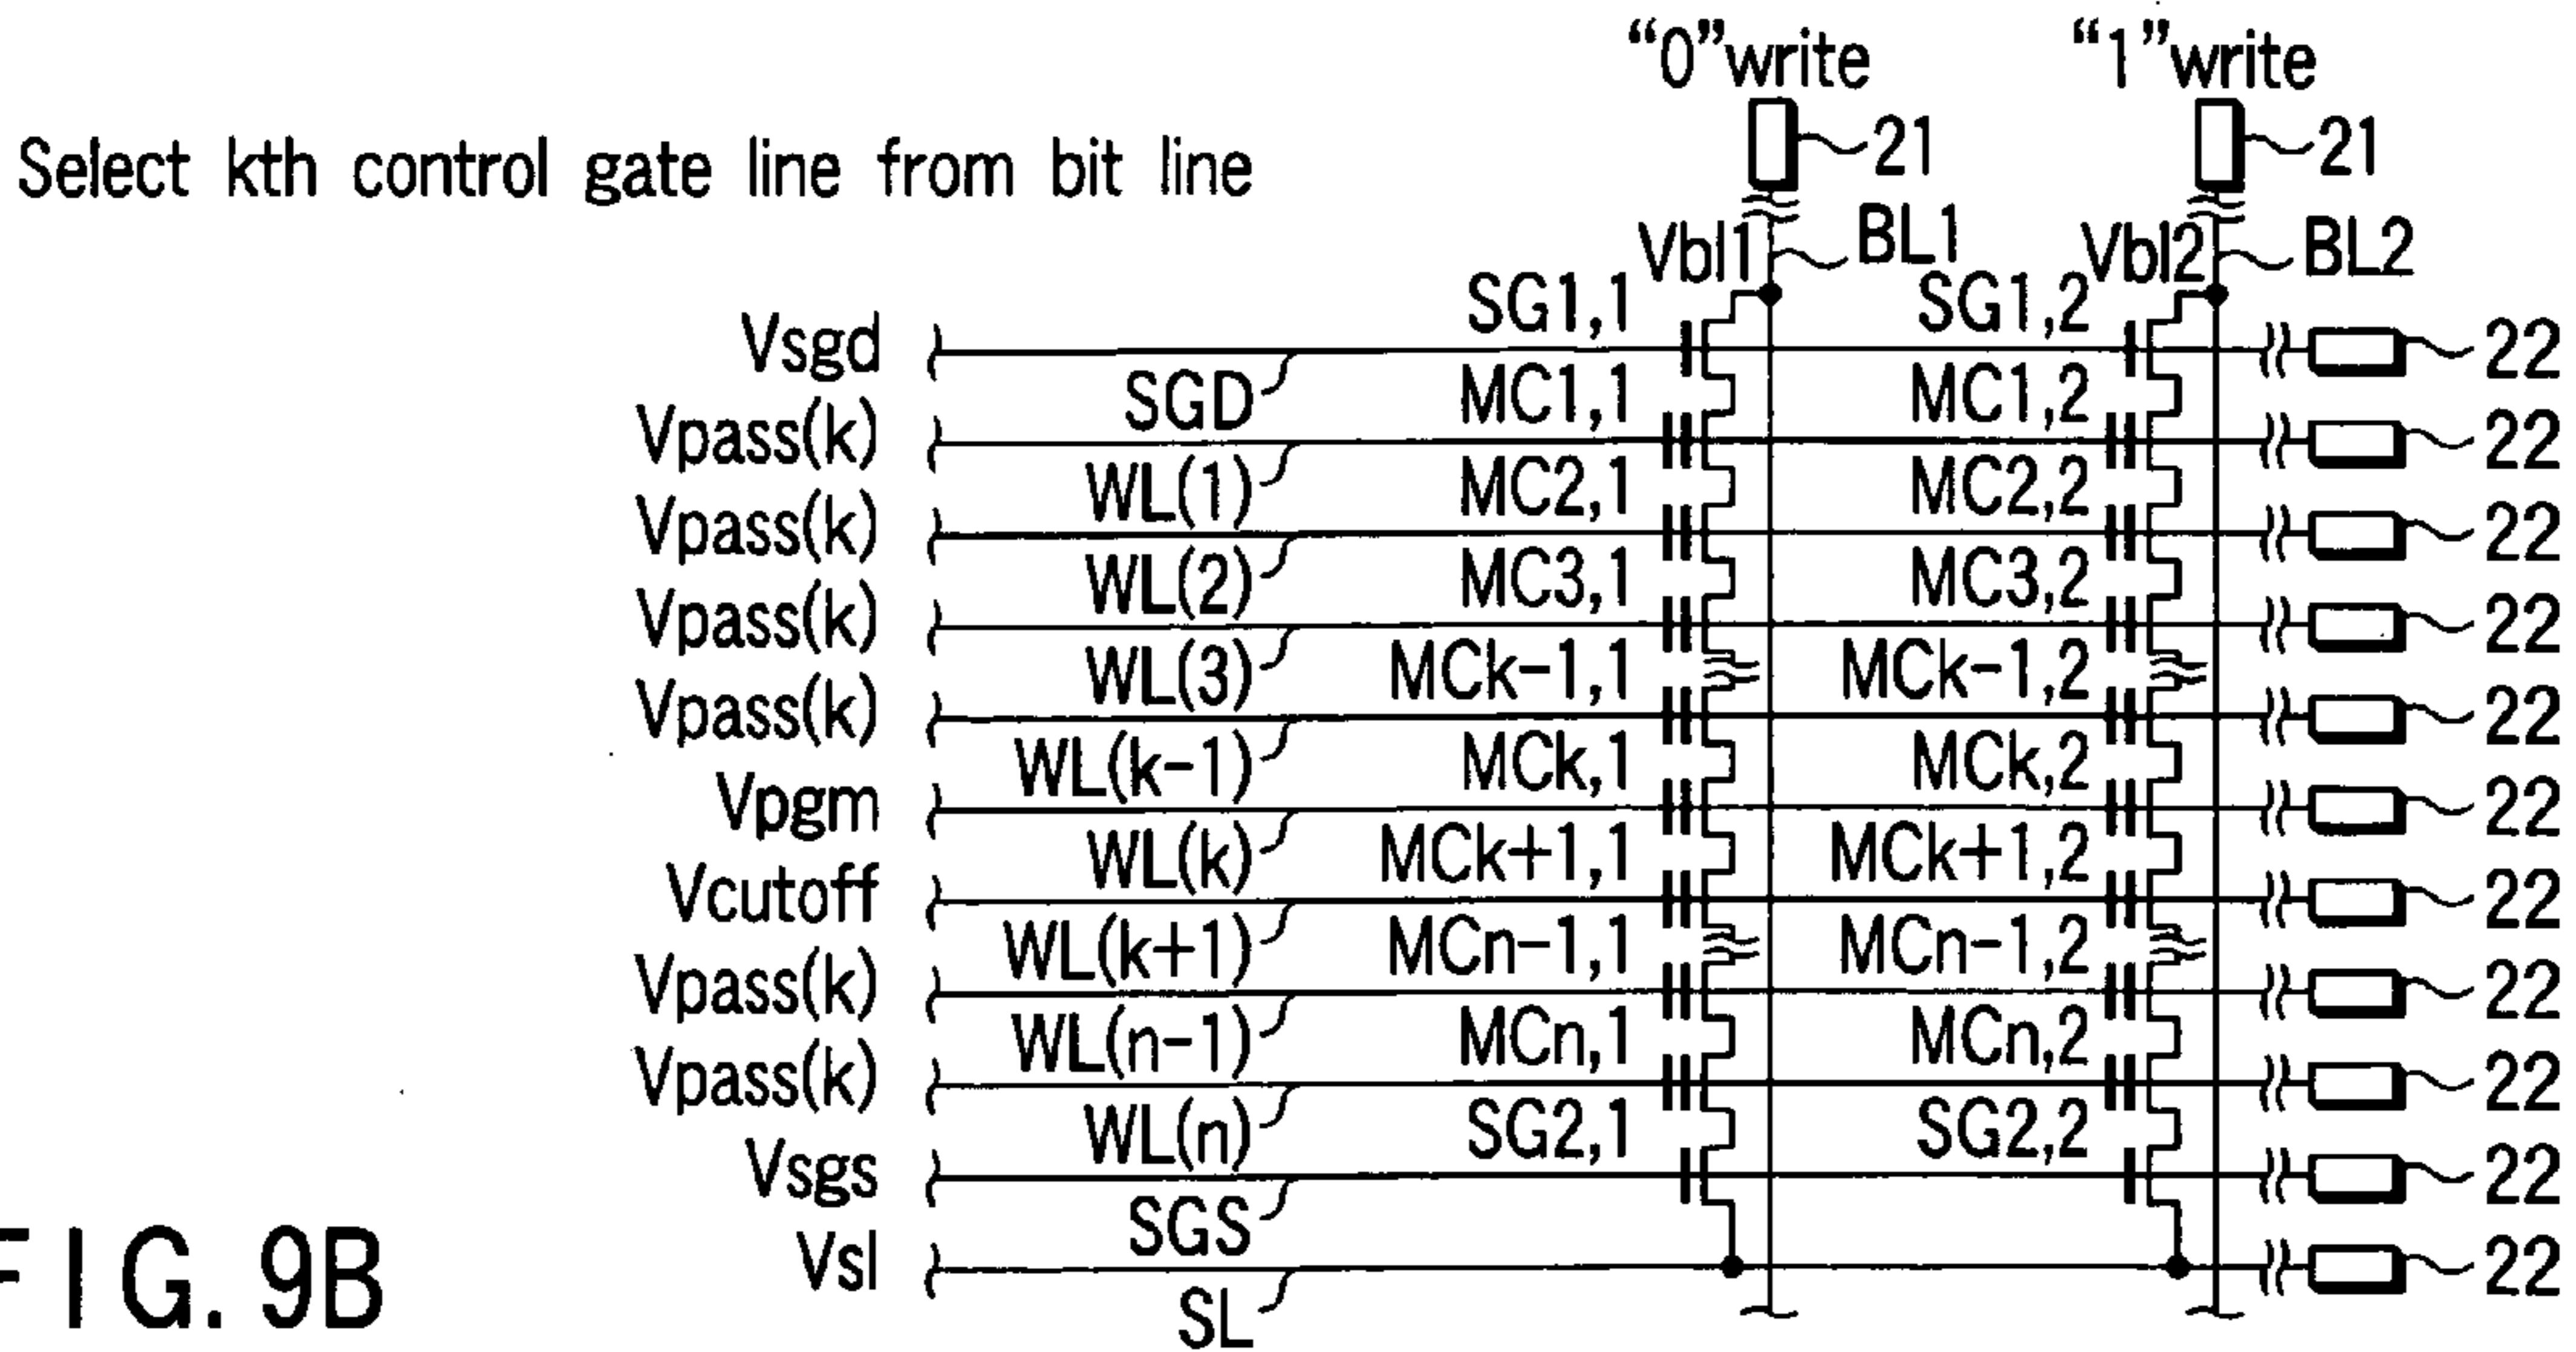 “0”write “1”write
21 21
Select kth control gate line from bit line
Vbl1 BL1 Vbl2 BL2
Vsgd SGD SG1,1 SG1,2 22
Vpass(k) WL(1) MC1,1 MC1,2 22
Vpass(k) WL(2) MC2,1 MC2,2 22
Vpass(k) WL(3) MC3,1 MC3,2 22
Vpass(k) WL(k-1) MCk-1,1 MCk-1,2 22
Vpgm WL(k) MCk,1 MCk,2 22
Vcutoff WL(k+1) MCk+1,1 MCk+1,2 22
Vpass(k) WL(n-1) MCn-1,1 MCn-1,2 22
Vpass(k) WL(n) MCn,1 MCn,2 22
Vsgs SGS SG2,1 SG2,2 22
Vsl SL 22
FIG. 9B